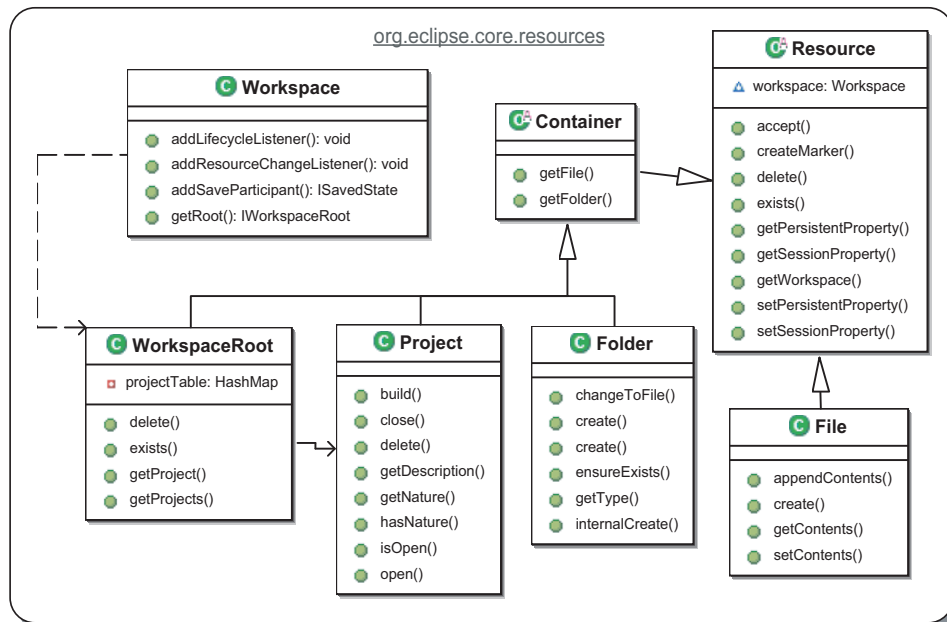 org.eclipse.core.resources
Workspace
addLifecycleListener(): void
addResourceChangeListener(): void
addSaveParticipant(): ISavedState
getRoot(): IWorkspaceRoot
Container
getFile()
getFolder()
Resource
workspace: Workspace
accept()
createMarker()
delete()
exists()
getPersistentProperty()
getSessionProperty()
getWorkspace()
setPersistentProperty()
setSessionProperty()
WorkspaceRoot
projectTable: HashMap
delete()
exists()
getProject()
getProjects()
Project
build()
close()
delete()
getDescription()
getNature()
hasNature()
isOpen()
open()
Folder
changeToFile()
create()
create()
ensureExists()
getType()
internalCreate()
File
appendContents()
create()
getContents()
setContents()